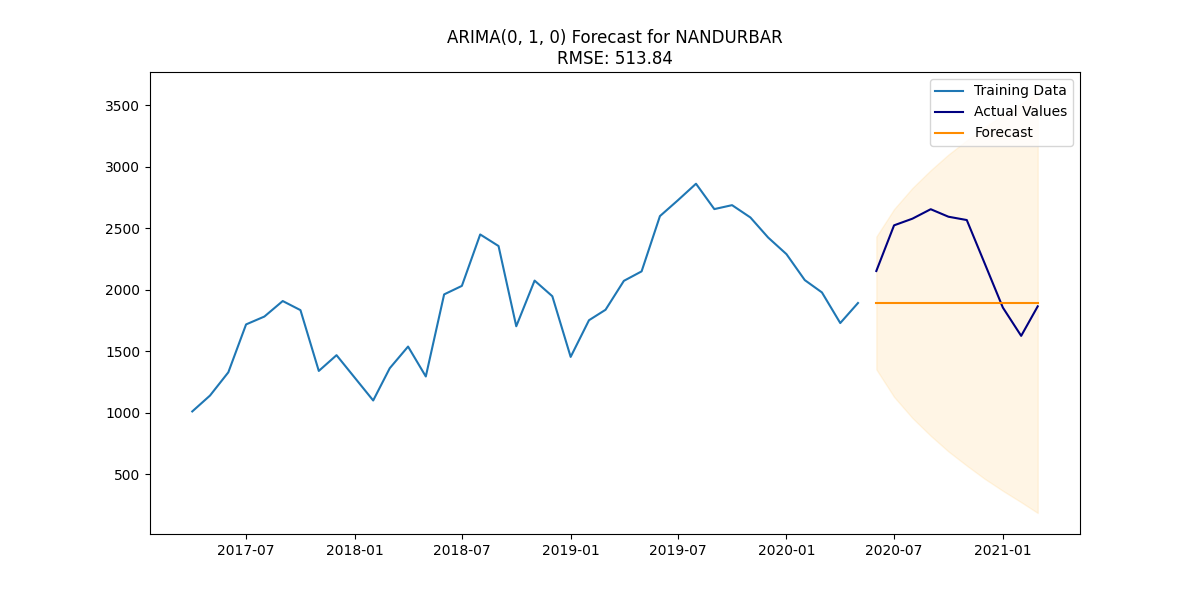 ARIMA(0, 1, 0) Forecast for NANDURBAR
RMSE: 513.84
Training Data
Actual Values
Forecast
3500
3000
2500
2000
1500
1000
500
2017-07 2018-01 2018-07 2019-01 2019-07 2020-01 2020-07 2021-01